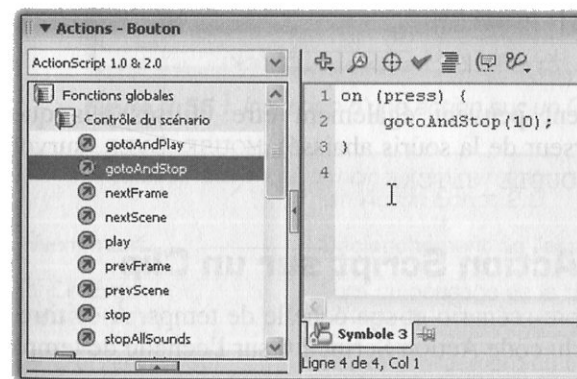 Actions - Bouton
ActionScript 1.0 & 2.0
Fonctions globales
Contrôle du scénario
gotoAndPlay
gotoAndStop
nextFrame
nextScene
play
prevFrame
prevScene
stop
stopAllSounds
1 on (press) {
2 gotoAndStop(10);
3 }
4
Symbole 3
Ligne 4 de 4, Col 1